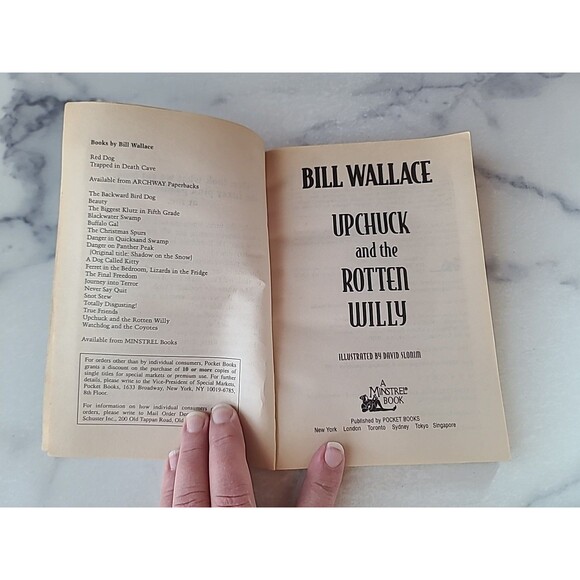 Books by Bill Wallace
Red Dog
Trapped in Death Cave
Available from ARCHWAY Paperbacks
The Backward Bird Dog
Beauty
The Biggest Klutz in Fifth Grade
Blackwater Swamp
Buffalo Gal
The Christmas Spurs
Danger in Quicksand Swamp
Danger on Panther Peak
[Original title: Shadow on the Snow]
A Dog Called Kitty
Ferret in the Bedroom, Lizards in the Fridge
The Final Freedom
Journey into Terror
Never Say Quit
Snot Stew
Totally Disgusting!
True Friends
Upchuck and the Rotten Willy
Watchdog and the Coyotes
Available from MINSTREL Books
For orders other than by individual consumers, Pocket Books
grants a discount on the purchase of 10 or more copies of
single titles for special markets or premium use. For further
details, please write to the Vice-President of Special Markets,
Pocket Books, 1633 Broadway, New York, NY 10019-6785,
8th Floor.
For information on how individual consumers
orders, please write to Mail Order
Schuster Inc., 200 Old Tappan Road,
BILL WALLACE
UPCHUCK
and the
ROTTEN
WILLY
ILLUSTRATED BY DAVID SLONIM
A
MINSTREL®
BOOK
Published by POCKET BOOKS
New York London Toronto Sydney Tokyo Singapore